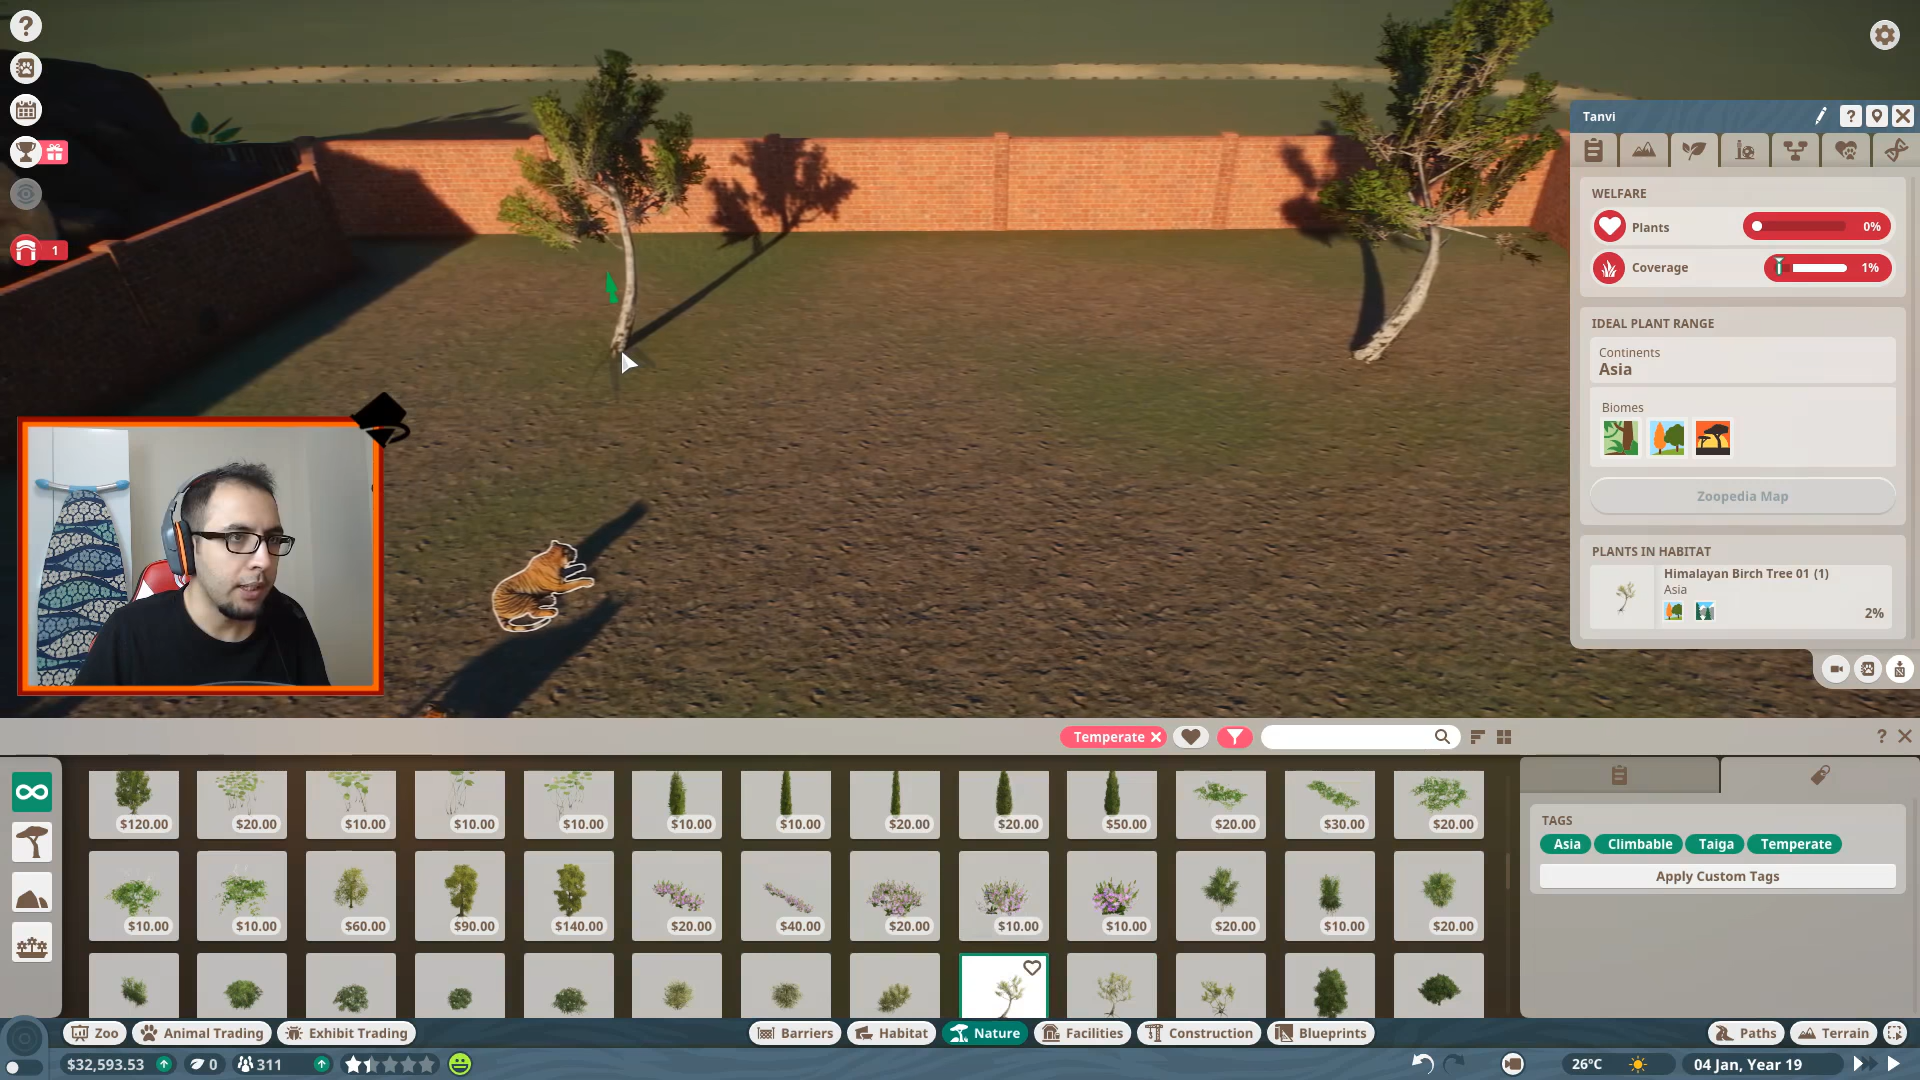 ?
Tanvi
?
1
WELFARE
Plants
0%
Coverage
1%
IDEAL PLANT RANGE
Continents
Asia
Biomes
Zoopedia Map
PLANTS IN HABITAT
Himalayan Birch Tree 01 (1)
Asia
2%
Temperate
?
$120.00 $20.00 $10.00 $10.00 $10.00 $10.00 $10.00 $20.00 $20.00 $50.00 $20.00 $30.00 $20.00
TAGS
Asia Climbable Taiga Temperate
Apply Custom Tags
$10.00 $10.00 $60.00 $90.00 $140.00 $20.00 $40.00 $20.00 $10.00 $10.00 $20.00 $10.00 $20.00
Zoo Animal Trading Exhibit Trading Barriers Habitat Nature Facilities Construction Blueprints Paths Terrain
$32,593.53 0 311 26°C 04 Jan, Year 19